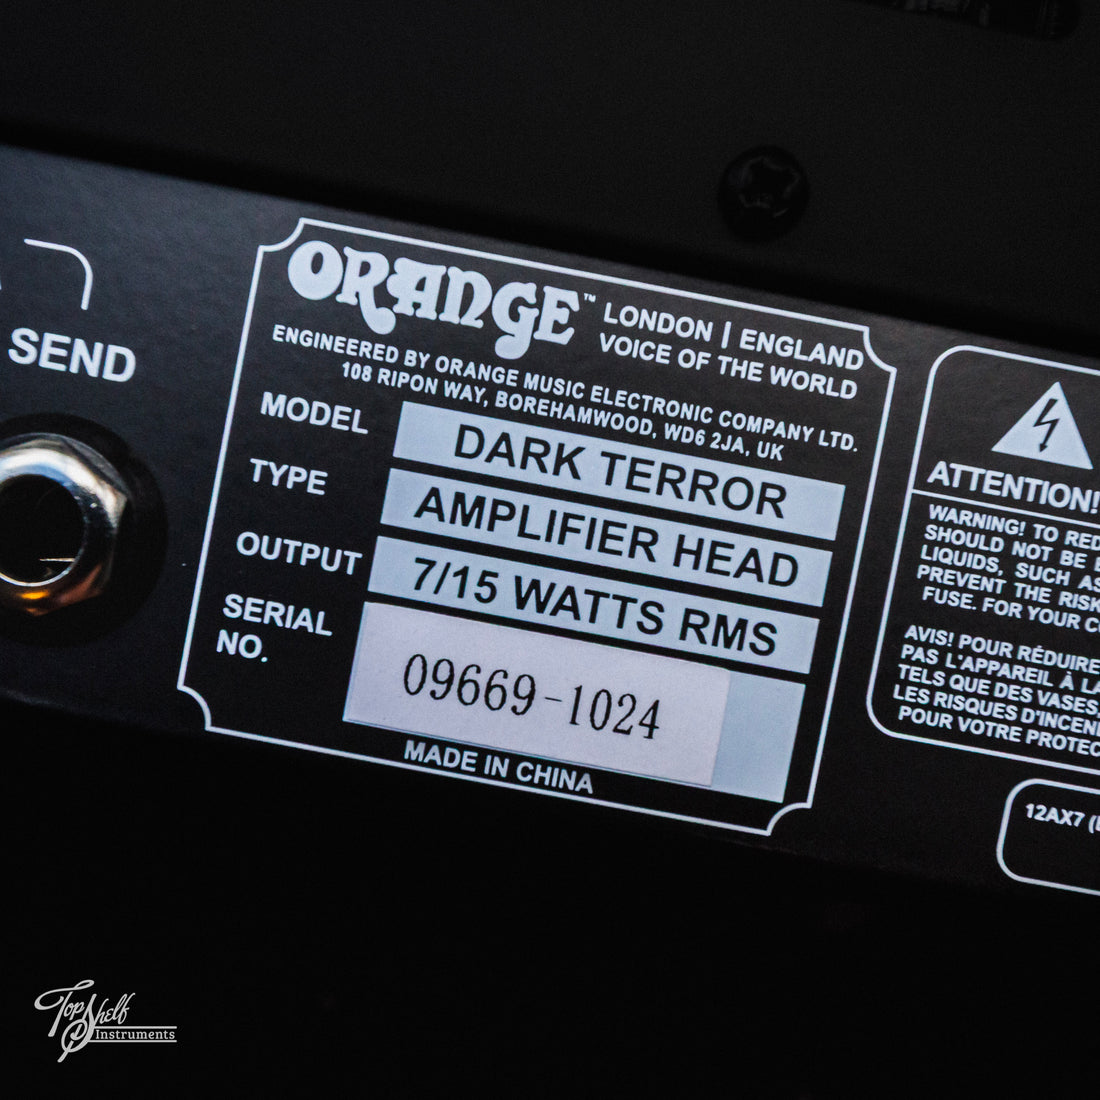 SEND
ORANGE™ LONDON | ENGLAND
VOICE OF THE WORLD
ENGINEERED BY ORANGE MUSIC ELECTRONIC COMPANY LTD.
108 RIPON WAY, BOREHAMWOOD, WD6 2JA, UK
MODEL DARK TERROR
TYPE AMPLIFIER HEAD
OUTPUT 7/15 WATTS RMS
SERIAL NO. 09669-1024
MADE IN CHINA
ATTENTION!
WARNING! TO RED
SHOULD NOT BE E
LIQUIDS, SUCH AS
PREVENT THE RISK
FUSE. FOR YOUR CO
AVIS! POUR RÉDUIRE
PAS L'APPAREIL À LA
TELS QUE DES VASES,
LES RISQUES D'INCEN
POUR VOTRE PROTEC
12AX7 (E
Top Shelf
Instruments